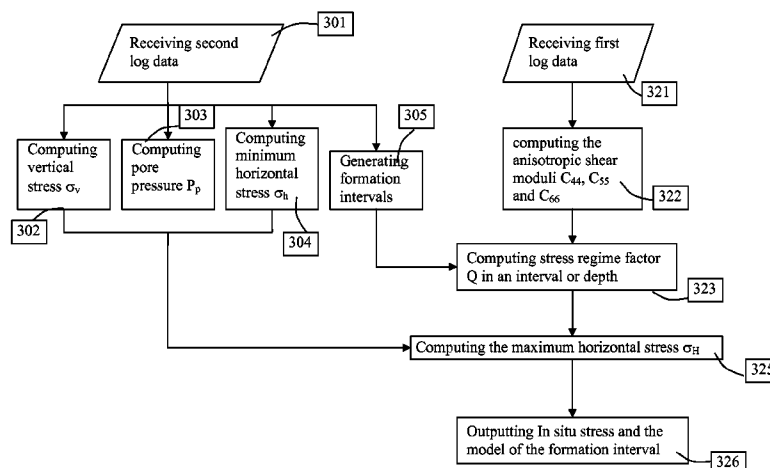 Receiving second
log data
301
Receiving first
log data
321
303
305
Computing
vertical
stress σv
302
Computing
pore
pressure Pp
Computing
minimum
horizontal
stress σh
304
Generating
formation
intervals
computing the
anisotropic shear
moduli C44, C55
and C66
322
Computing stress regime factor
Q in an interval or depth
323
Computing the maximum horizontal stress σH
325
Outputting In situ stress and the
model of the formation interval
326